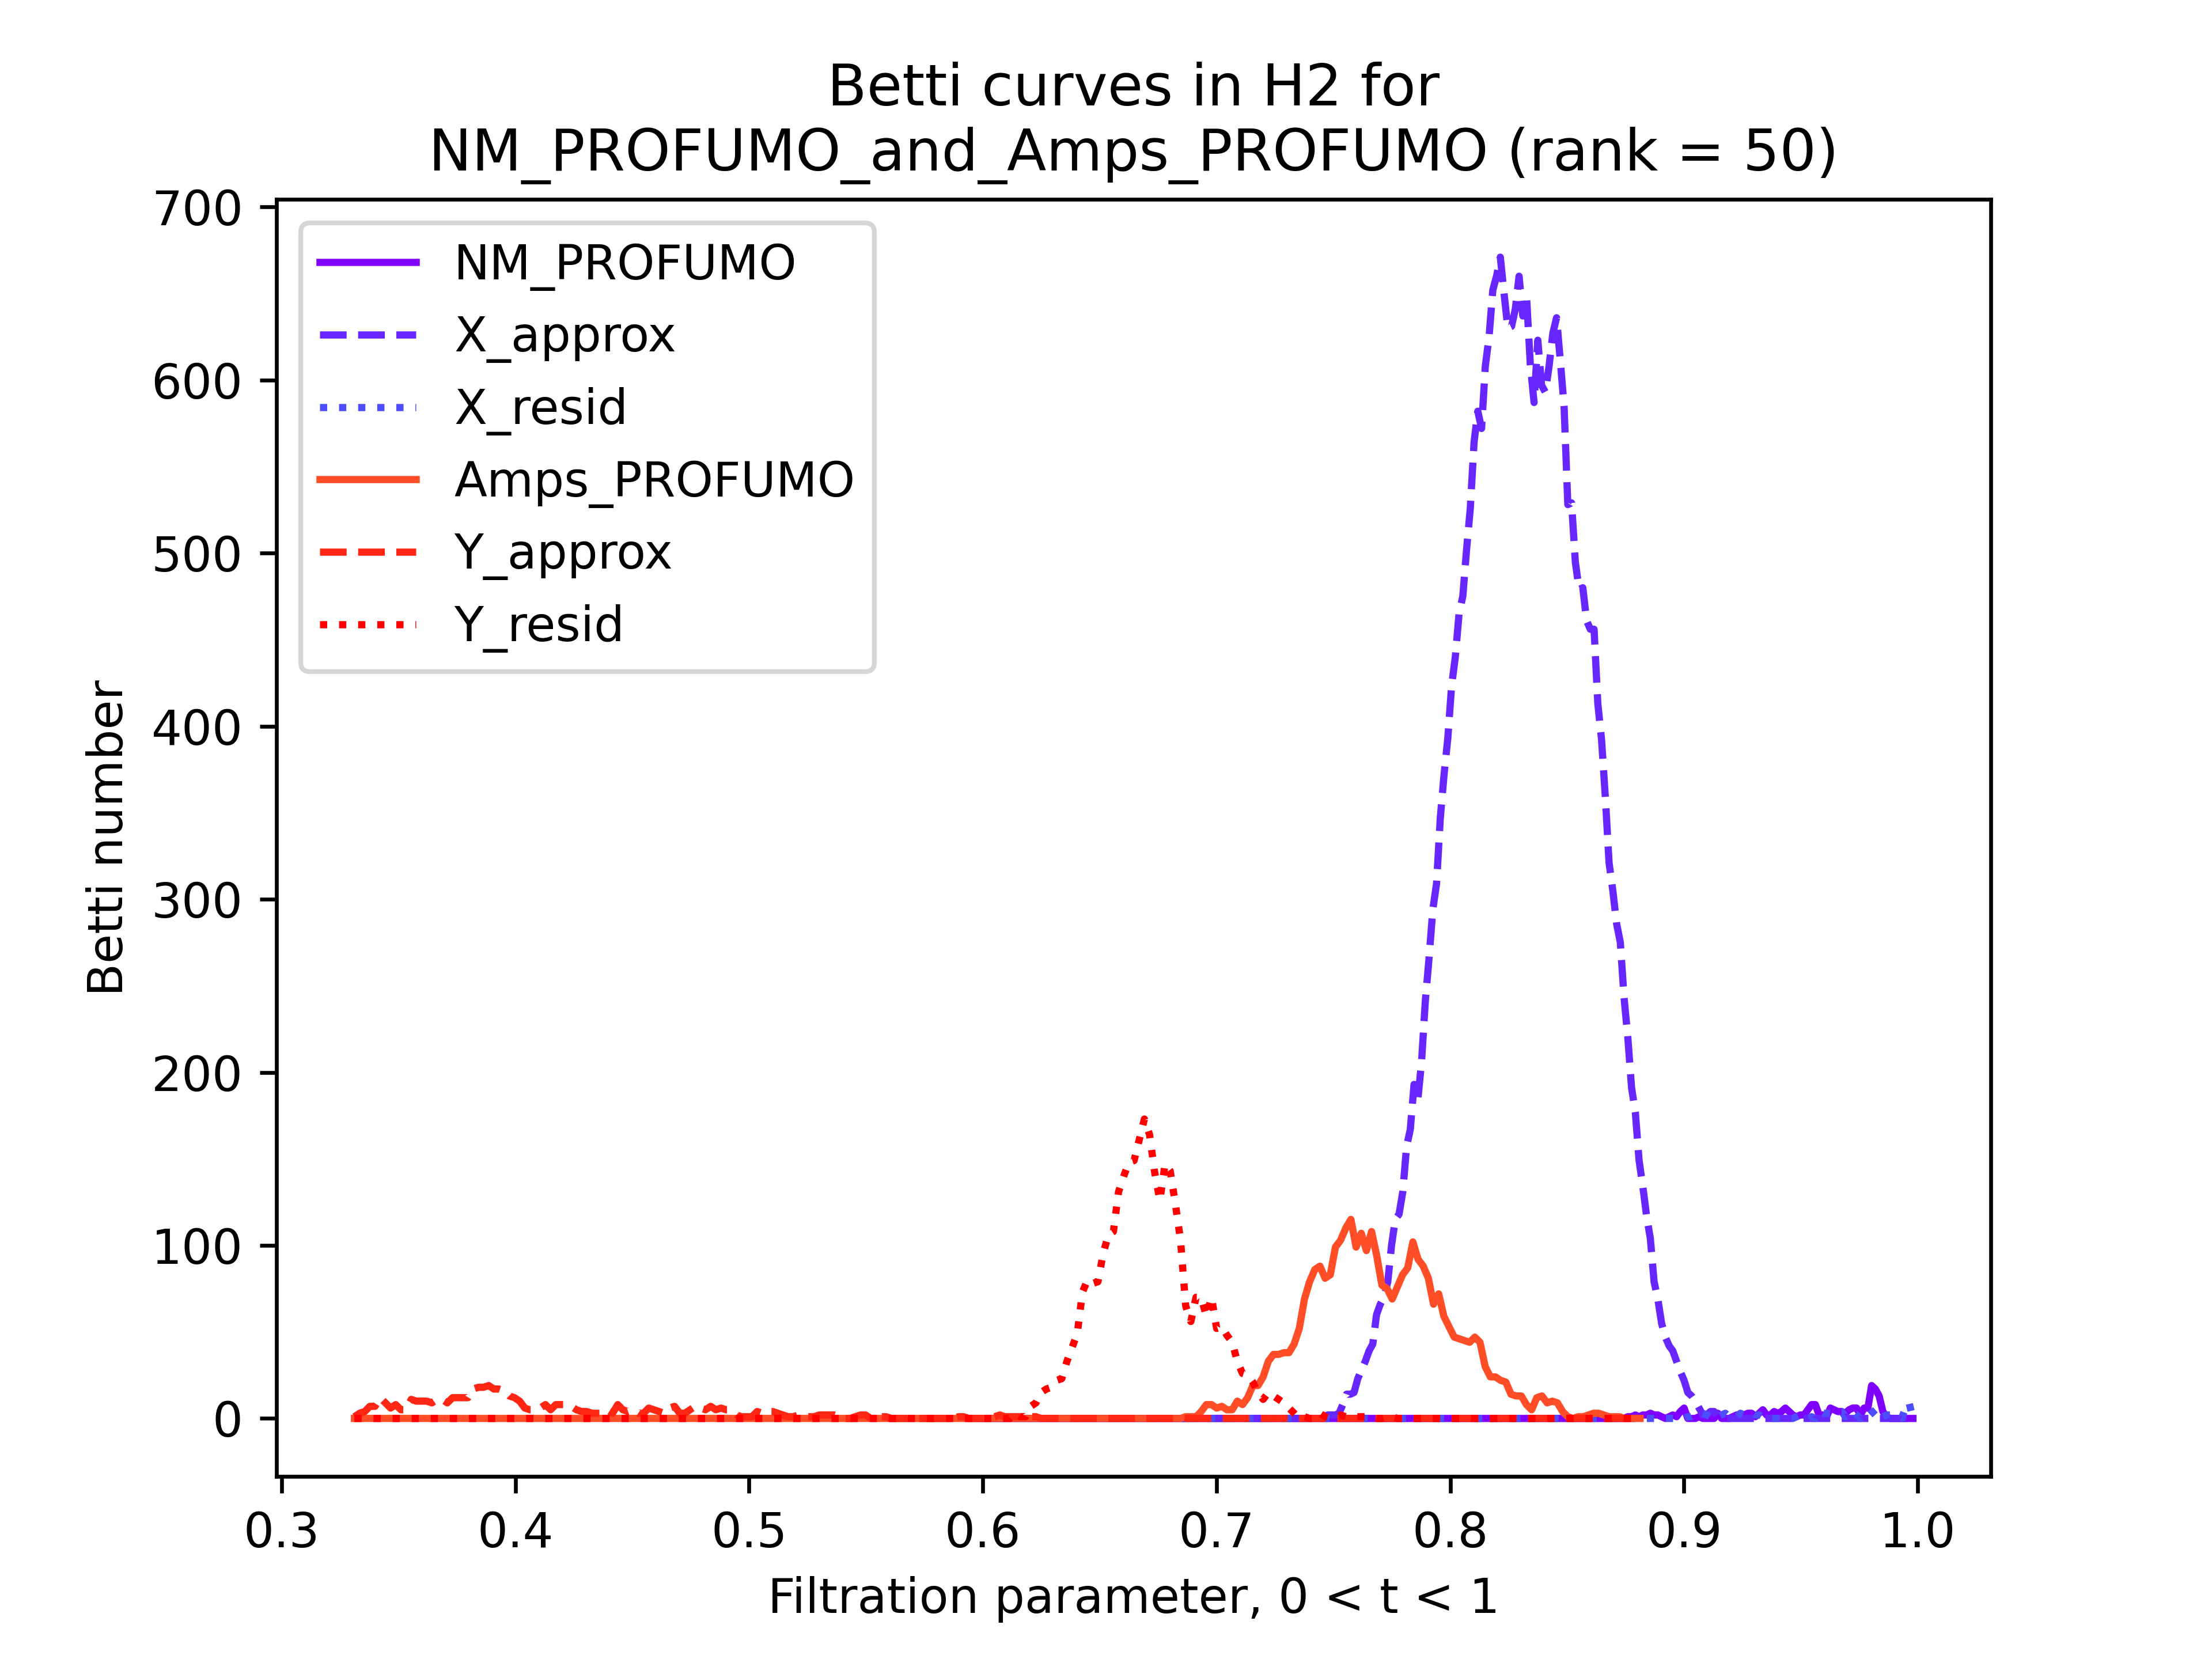 Betti curves in H2 for
NM_PROFUMO_and_Amps_PROFUMO (rank = 50)
700
600
500
400
300
200
100
0
Betti number
NM_PROFUMO
X_approx
X_resid
Amps_PROFUMO
Y_approx
Y_resid
0.3 0.4 0.5 0.6 0.7 0.8 0.9 1.0
Filtration parameter, 0 < t < 1